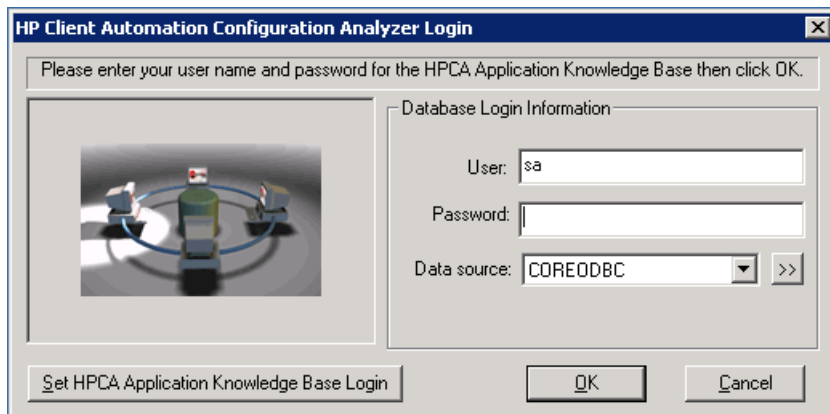 HP Client Automation Configuration Analyzer Login
Please enter your user name and password for the HPCA Application Knowledge Base then click OK.
Database Login Information
User: sa
Password:
Data source: COREODBC >>
Set HPCA Application Knowledge Base Login
OK
Cancel